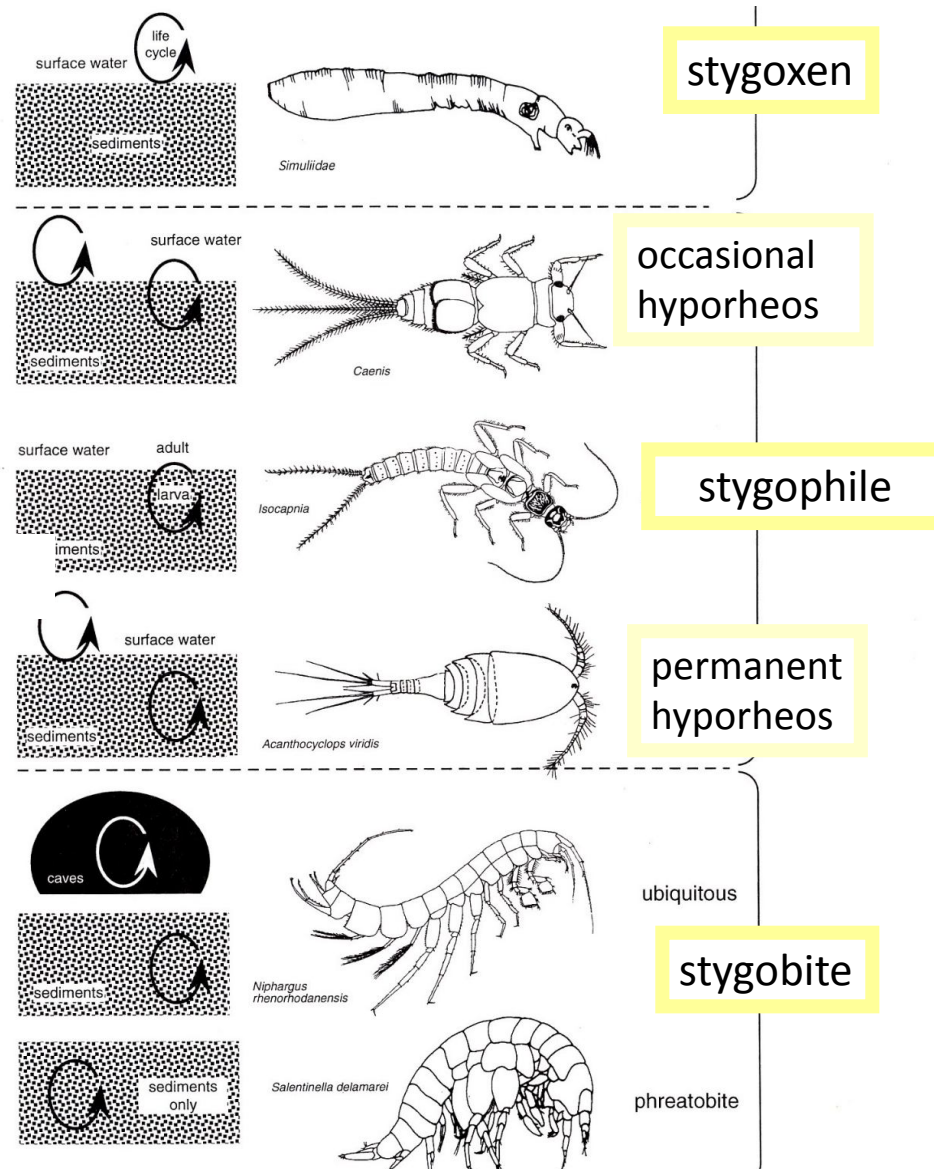 life
cycle
surface water
sediments
Simuliidae
stygoxen
surface water
sediments
Caenis
occasional
hyporheos
surface water
adult
larva
iments
Isocapnia
stygophile
surface water
sediments
Acanthocyclops viridis
permanent
hyporheos
caves
sediments
Niphargus
rhenorhodanensis
ubiquitous
stygobite
sediments
only
Salentinella delamarei
phreatobite